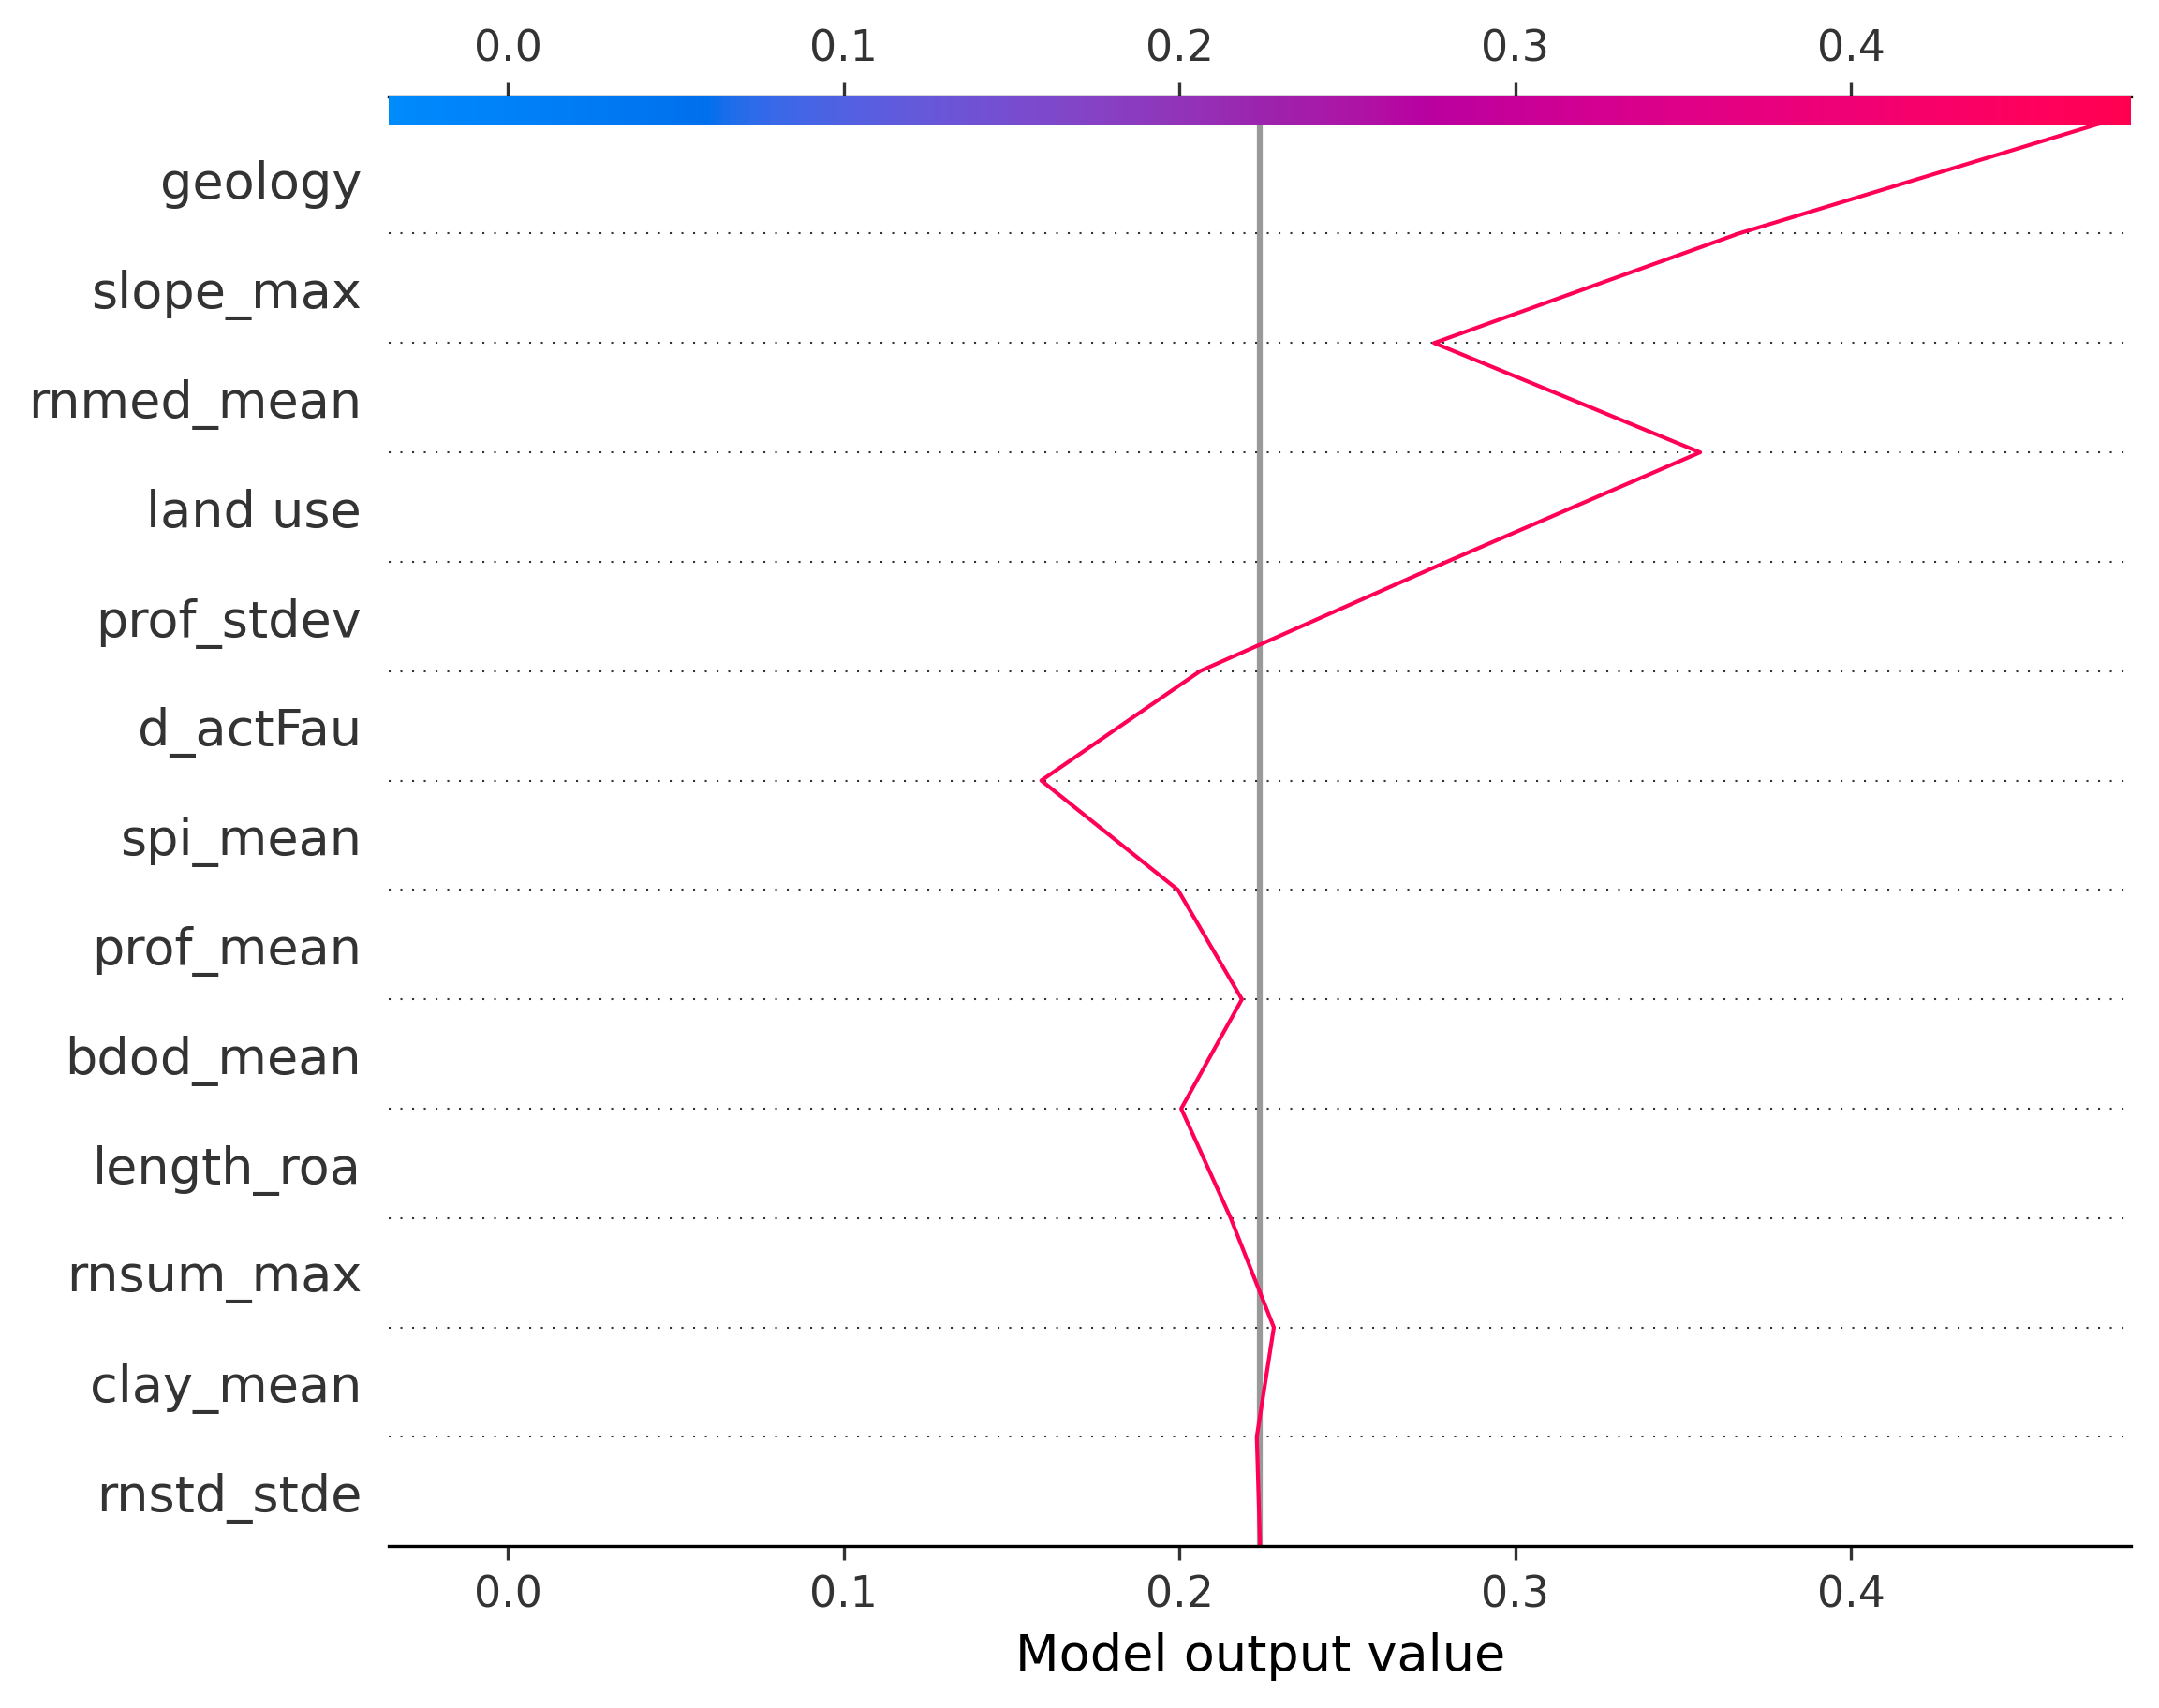 0.0 0.1 0.2 0.3 0.4
geology
slope_max
rnmed_mean
land use
prof_stdev
d_actFau
spi_mean
prof_mean
bdod_mean
length_roa
rnsum_max
clay_mean
rnstd_stde
0.0 0.1 0.2 0.3 0.4
Model output value